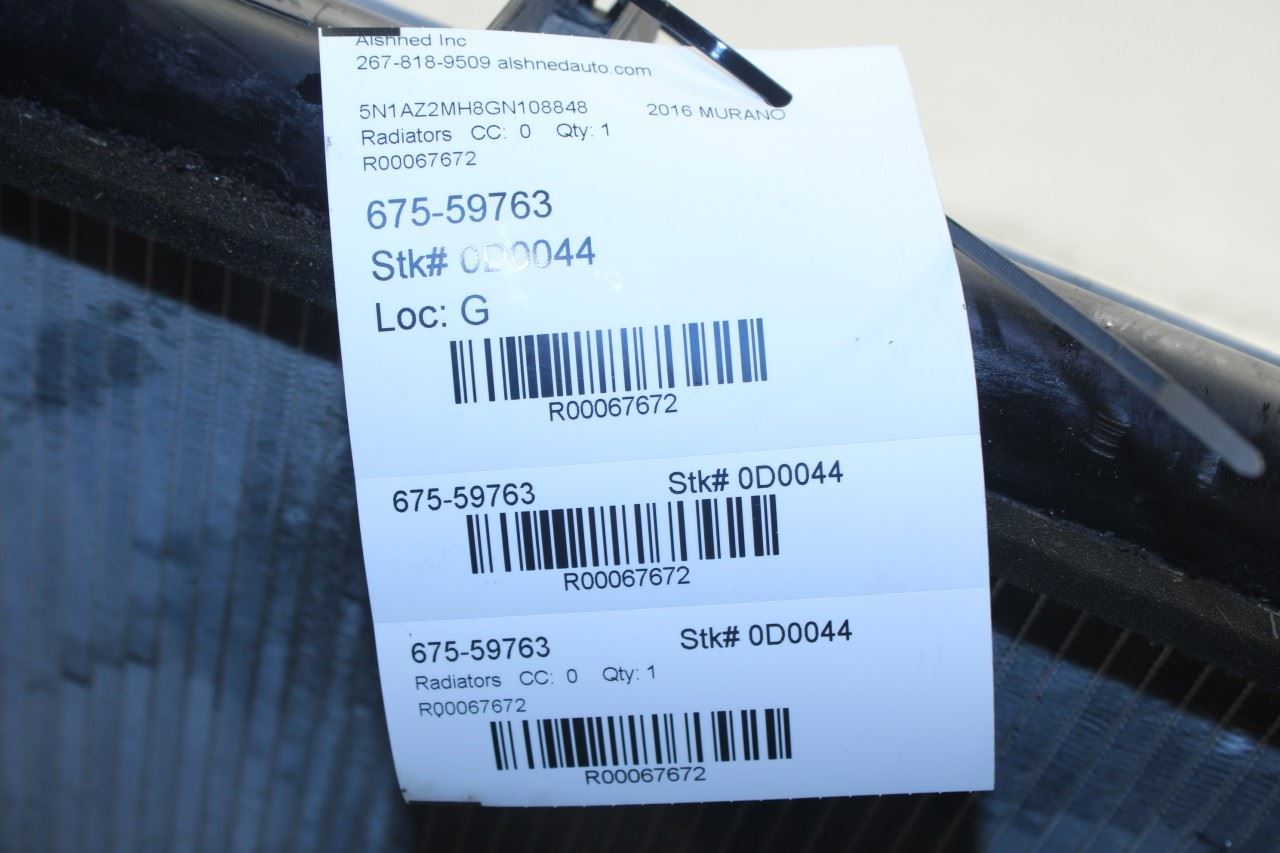 Alshned Inc
267-818-9509 alshnedauto.com
5N1AZ2MH8GN108848 2016 MURANO
Radiators CC: 0 Qty: 1
R00067672
675-59763
Stk# 0D0044
Loc: G
R00067672
675-59763 Stk# 0D0044
R00067672
675-59763 Stk# 0D0044
Radiators CC: 0 Qty: 1
R00067672
R00067672